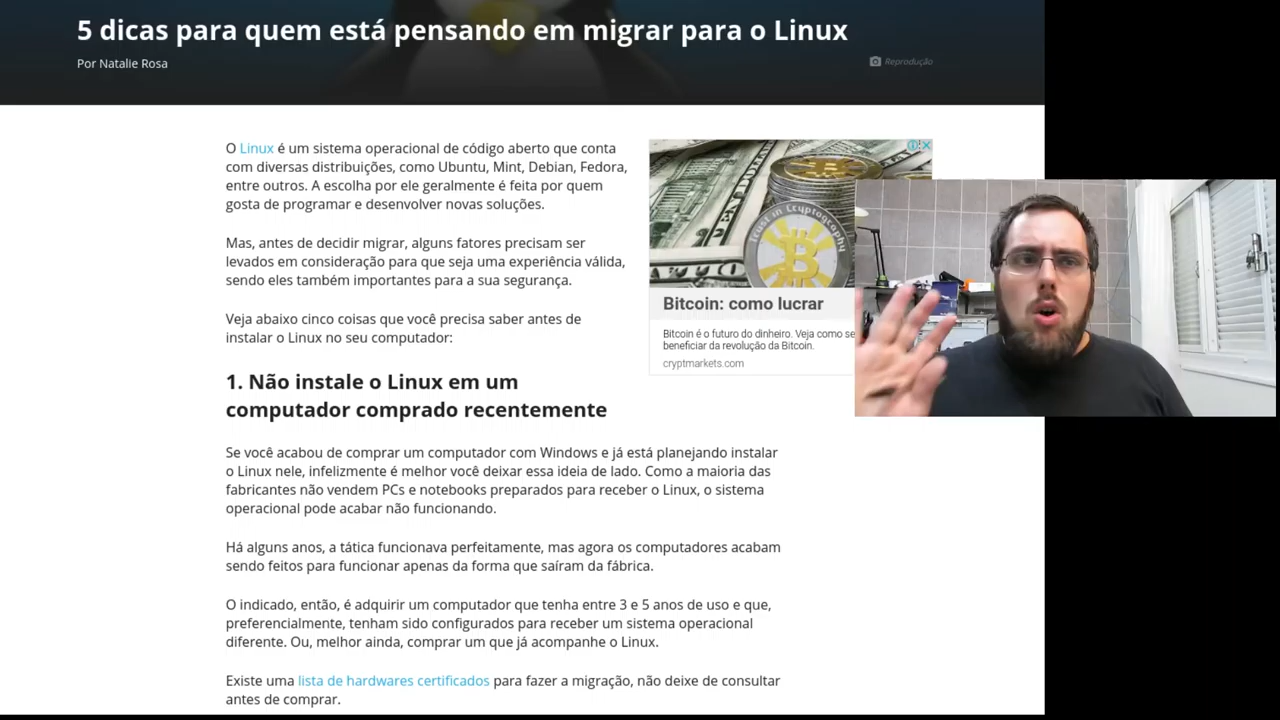 5 dicas para quem está pensando em migrar para o Linux
Por Natalie Rosa
Reprodução
O Linux é um sistema operacional de código aberto que conta
com diversas distribuições, como Ubuntu, Mint, Debian, Fedora,
entre outros. A escolha por ele geralmente é feita por quem
gosta de programar e desenvolver novas soluções.
Mas, antes de decidir migrar, alguns fatores precisam ser
levados em consideração para que seja uma experiência válida,
sendo eles também importantes para a sua segurança.
Veja abaixo cinco coisas que você precisa saber antes de
instalar o Linux no seu computador:
Trust in Cryptography
Bitcoin: como lucrar
Bitcoin é o futuro do dinheiro. Veja como se
beneficiar da revolução da Bitcoin.
cryptmarkets.com
1. Não instale o Linux em um
computador comprado recentemente
Se você acabou de comprar um computador com Windows e já está planejando instalar
o Linux nele, infelizmente é melhor você deixar essa ideia de lado. Como a maioria das
fabricantes não vendem PCs e notebooks preparados para receber o Linux, o sistema
operacional pode acabar não funcionando.
Há alguns anos, a tática funcionava perfeitamente, mas agora os computadores acabam
sendo feitos para funcionar apenas da forma que saíram da fábrica.
O indicado, então, é adquirir um computador que tenha entre 3 e 5 anos de uso e que,
preferencialmente, tenham sido configurados para receber um sistema operacional
diferente. Ou, melhor ainda, comprar um que já acompanhe o Linux.
Existe uma lista de hardwares certificados para fazer a migração, não deixe de consultar
antes de comprar.